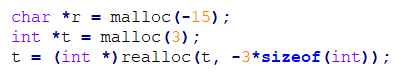 char *r = malloc(-15);
int *t = malloc(3);
t = (int *)realloc(t, -3*sizeof(int));